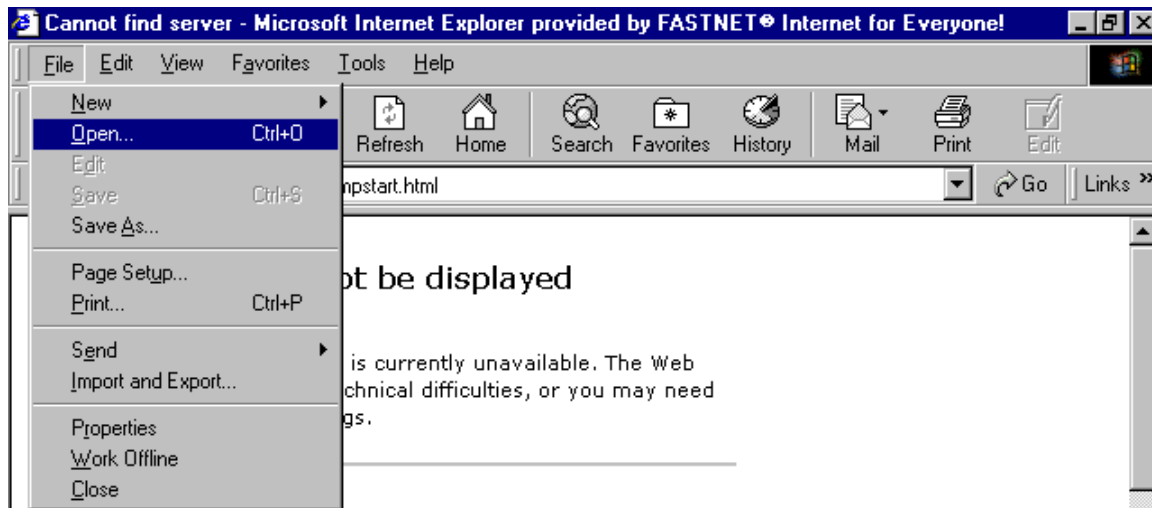 Cannot find server - Microsoft Internet Explorer provided by FASTNET® Internet for Everyone!
File Edit View Favorites Tools Help
New
Open... Ctrl+O
Edit
Save Ctrl+S
Save As...
Page Setup...
Print... Ctrl+P
Send
Import and Export...
Properties
Work Offline
Close
Refresh Home Search Favorites History Mail Print Edit
mpstart.html Go Links »
ot be displayed
is currently unavailable. The Web
chnical difficulties, or you may need
gs.